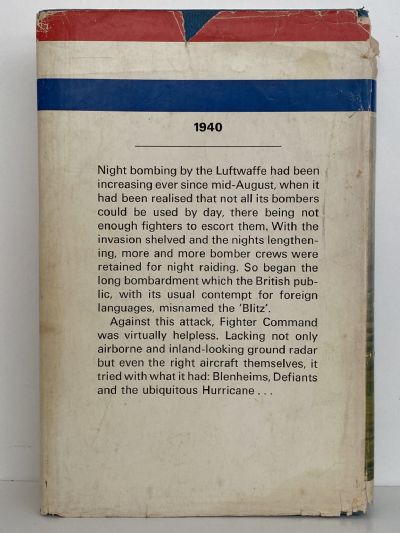 1940
Night bombing by the Luftwaffe had been
increasing ever since mid-August, when it
had been realised that not all its bombers
could be used by day, there being not
enough fighters to escort them. With the
invasion shelved and the nights lengthen-
ing, more and more bomber crews were
retained for night raiding. So began the
long bombardment which the British pub-
lic, with its usual contempt for foreign
languages, misnamed the 'Blitz'.
Against this attack, Fighter Command
was virtually helpless. Lacking not only
airborne and inland-looking ground radar
but even the right aircraft themselves, it
tried with what it had: Blenheims, Defiants
and the ubiquitous Hurricane . . .